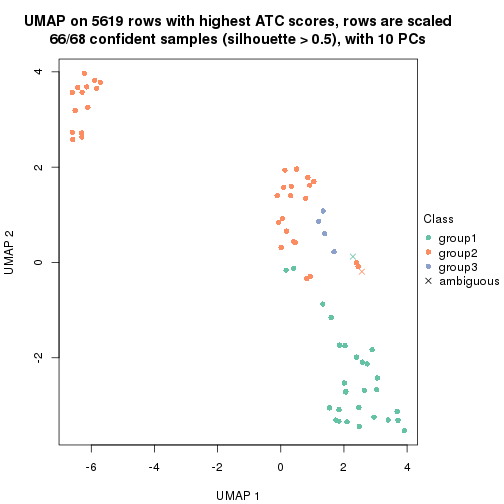 UMAP on 5619 rows with highest ATC scores, rows are scaled
66/68 confident samples (silhouette > 0.5), with 10 PCs
4
2
0
-2
UMAP 2
-6
-4
-2
0
2
4
UMAP 1
Class
group1
group2
group3
ambiguous